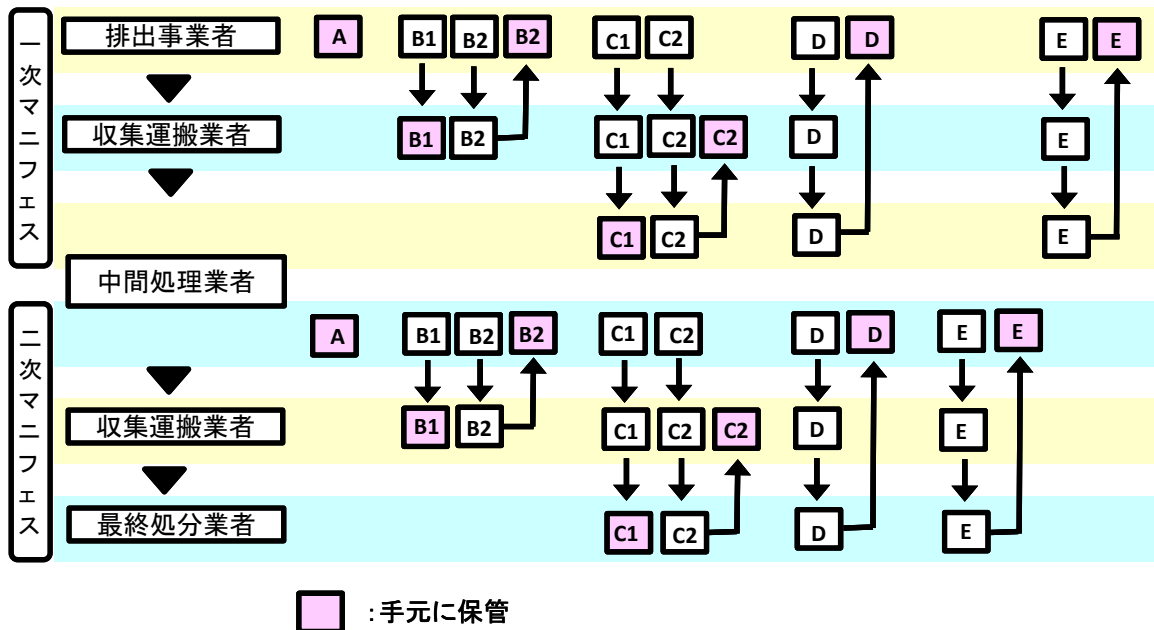 一次マニフェス
排出事業者 A B1 B2 B2 C1 C2 D D E E
収集運搬業者 B1 B2 C1 C2 C2 D E
C1 C2 D E
中間処理業者
二次マニフェス
A B1 B2 B2 C1 C2 D D E E
収集運搬業者 B1 B2 C1 C2 C2 D E
最終処分業者 C1 C2 D E
:手元に保管